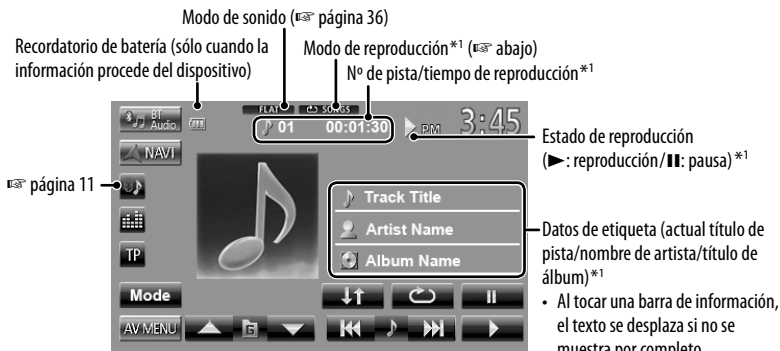 Modo de sonido (☞ página 36)
Recordatorio de batería (sólo cuando la
información procede del dispositivo)
Modo de reproducción*1 (☞ abajo)
Nº de pista/tiempo de reproducción*1
BT
Audio
FLAT
SONGS
01 00:01:30
PM 3:45
NAVI
☞ página 11
TP
Track Title
Artist Name
Album Name
Mode
AV MENU
Estado de reproducción
(►: reproducción/⏸: pausa) *1
Datos de etiqueta (actual título de
pista/nombre de artista/título de
álbum)*1
• Al tocar una barra de información,
el texto se desplaza si no se
muestra por completo